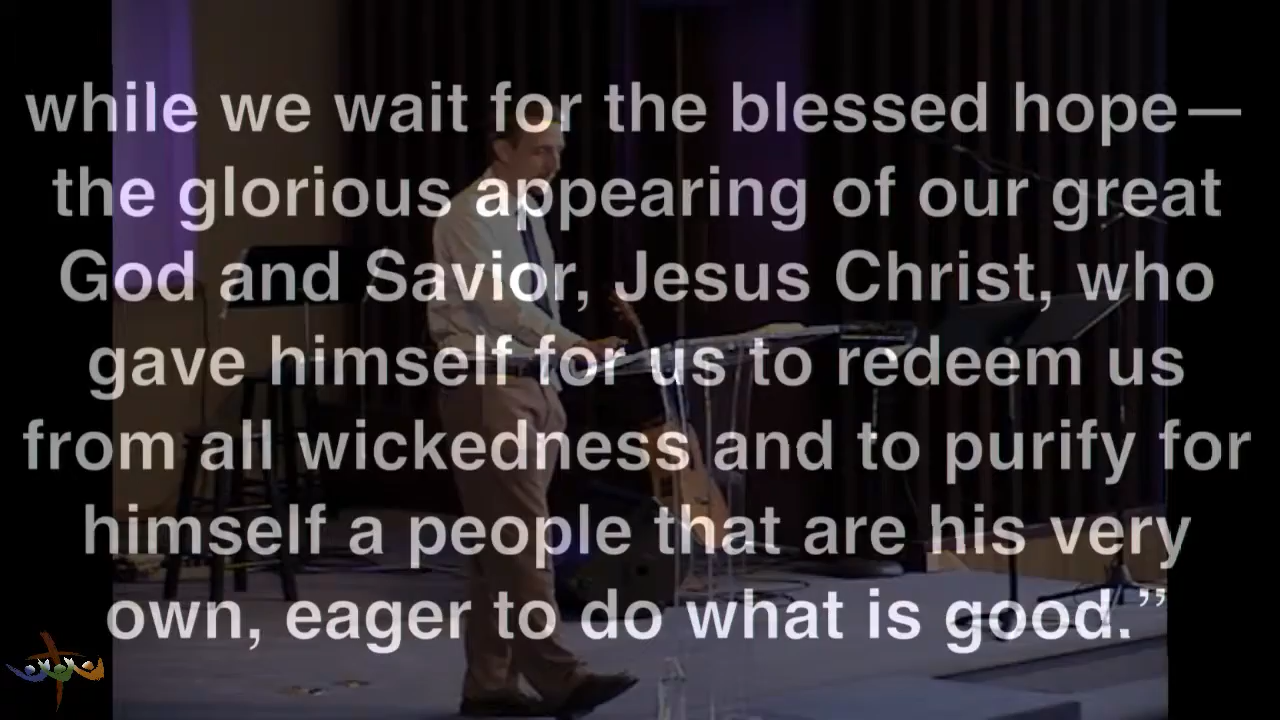 while we wait for the blessed hope—
the glorious appearing of our great
God and Savior, Jesus Christ, who
gave himself for us to redeem us
from all wickedness and to purify for
himself a people that are his very
own, eager to do what is good.”